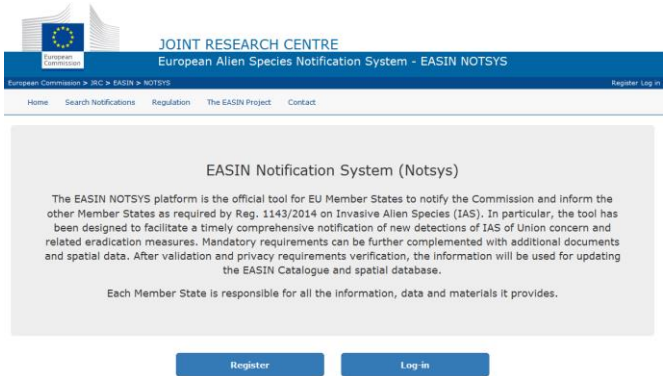 European
Commission
JOINT RESEARCH CENTRE
European Alien Species Notification System - EASIN NOTSYS
European Commission > JRC > EASIN > NOTSYS
Register Log in
Home Search Notifications Regulation The EASIN Project Contact
EASIN Notification System (Notsys)
The EASIN NOTSYS platform is the official tool for EU Member States to notify the Commission and inform the
other Member States as required by Reg. 1143/2014 on Invasive Alien Species (IAS). In particular, the tool has
been designed to facilitate a timely comprehensive notification of new detections of IAS of Union concern and
related eradication measures. Mandatory requirements can be further complemented with additional documents
and spatial data. After validation and privacy requirements verification, the information will be used for updating
the EASIN Catalogue and spatial database.
Each Member State is responsible for all the information, data and materials it provides.
Register Log-in